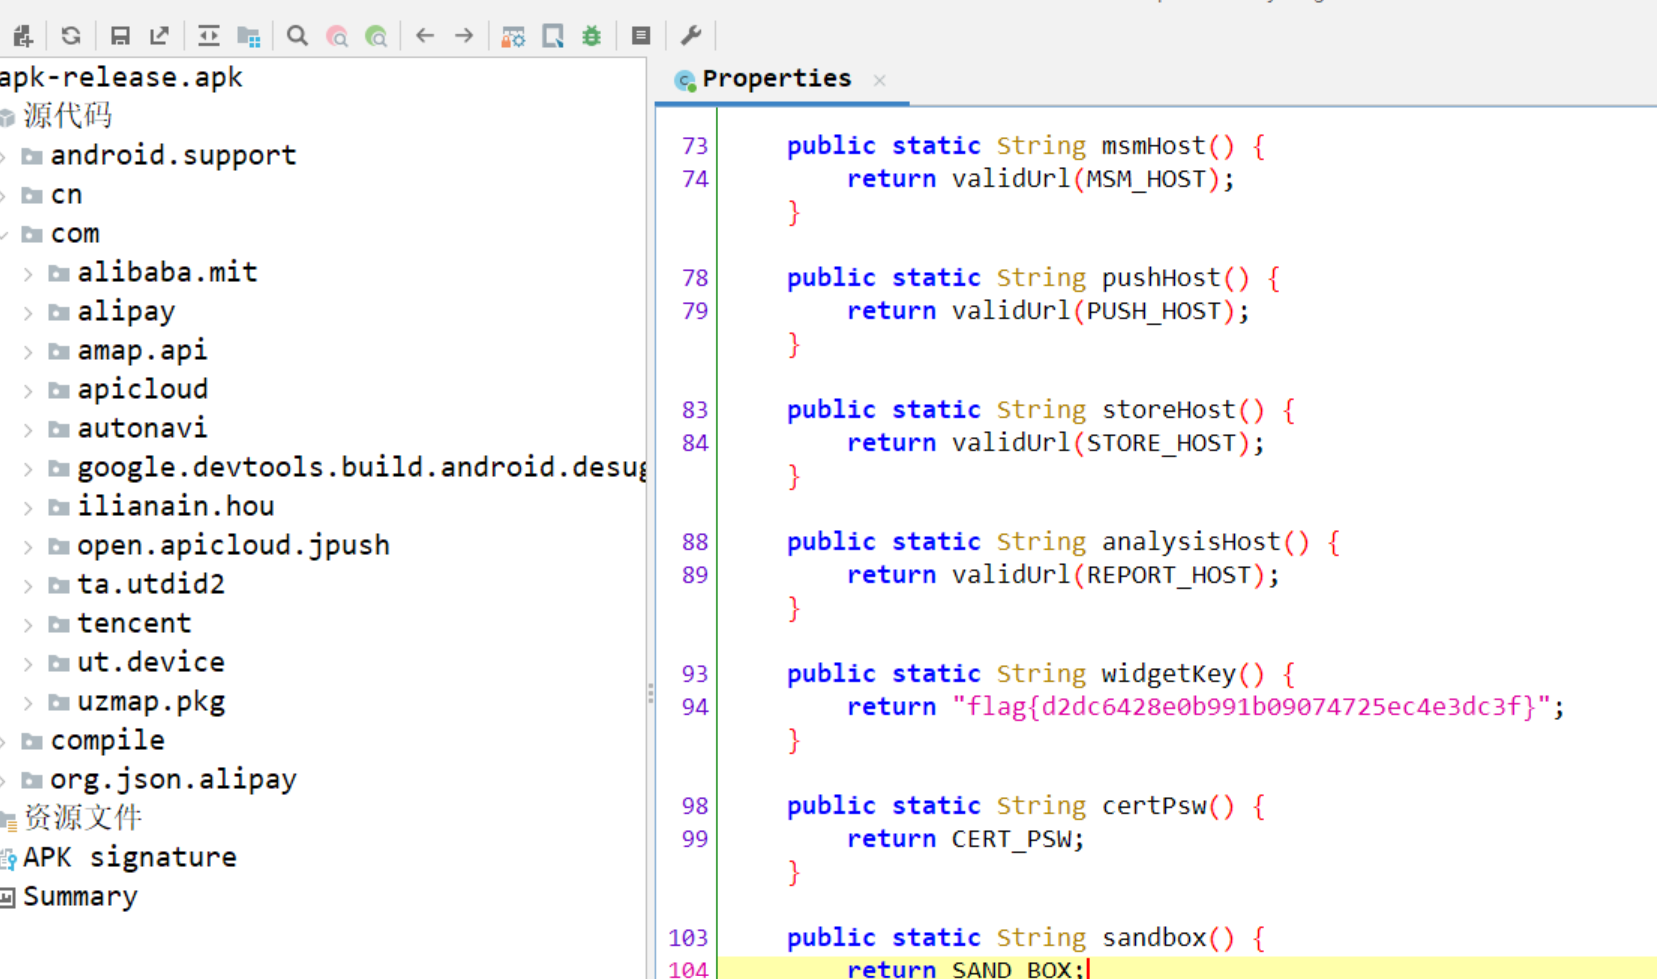 apk-release.apk
源代码
android.support
cn
com
alibaba.mit
alipay
amap.api
apicloud
autonavi
google.devtools.build.android.desug
ilianain.hou
open.apicloud.jpush
ta.utdid2
tencent
ut.device
uzmap.pkg
compile
org.json.alipay
资源文件
APK signature
Summary
Properties
73 public static String msmHost() {
74 return validUrl(MSM_HOST);
}
78 public static String pushHost() {
79 return validUrl(PUSH_HOST);
}
83 public static String storeHost() {
84 return validUrl(STORE_HOST);
}
88 public static String analysisHost() {
89 return validUrl(REPORT_HOST);
}
93 public static String widgetKey() {
94 return "flag{d2dc6428e0b991b09074725ec4e3dc3f}";
}
98 public static String certPsw() {
99 return CERT_PSW;
}
103 public static String sandbox() {
104 return SAND_BOX;